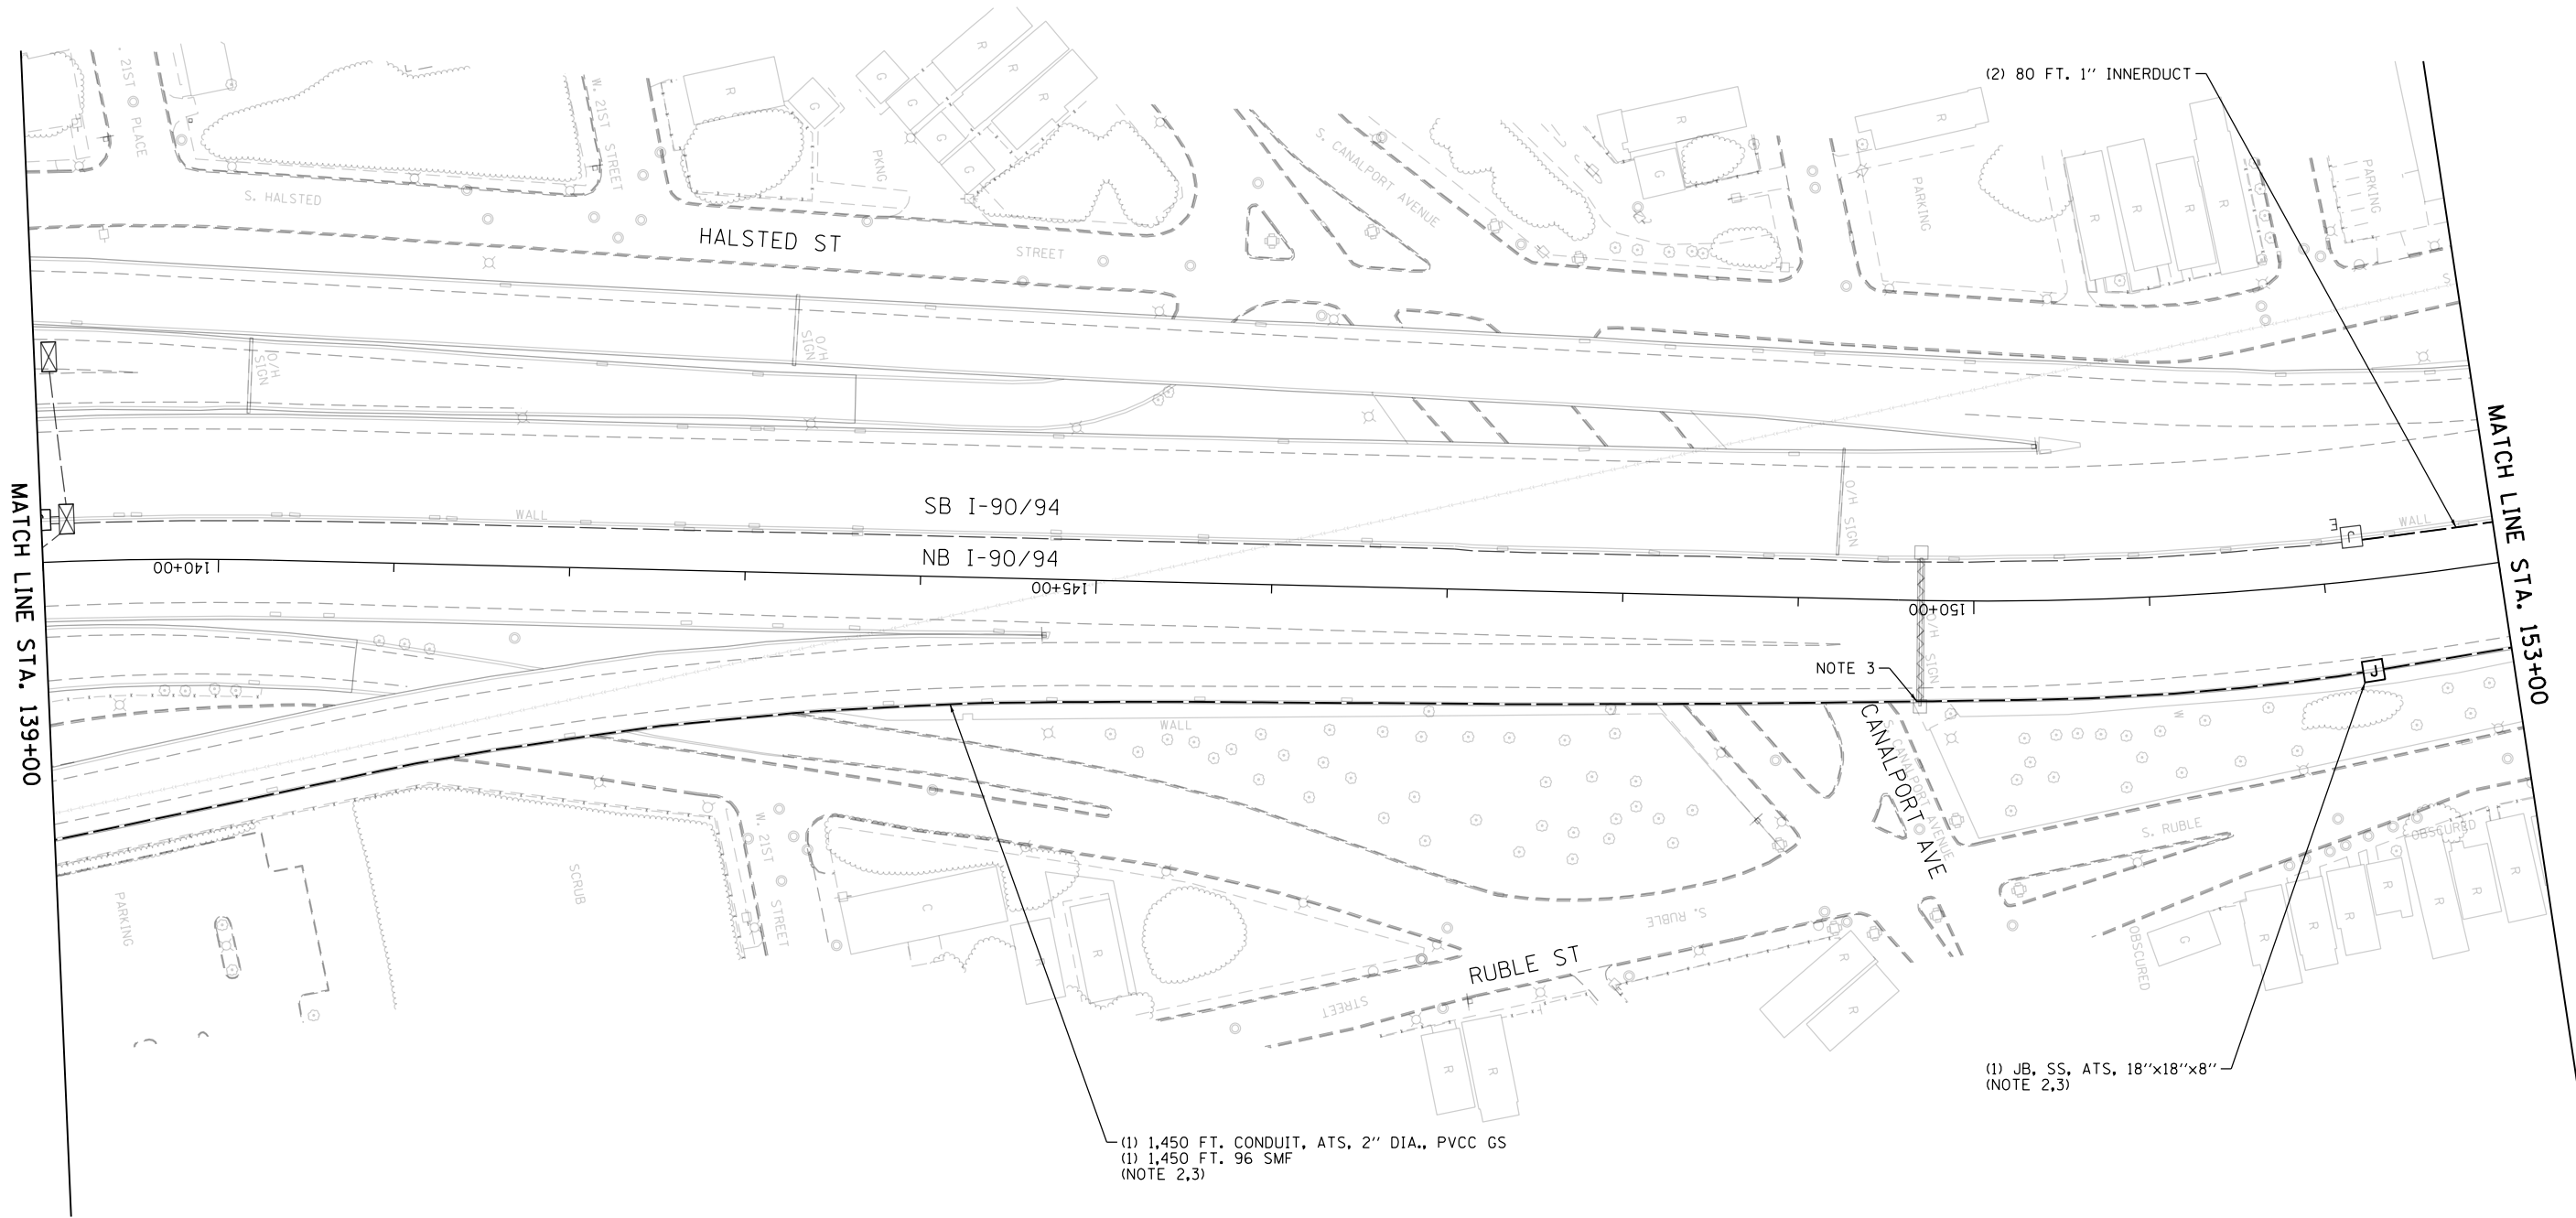 (2) 80 FT. 1" INNERDUCT
21ST PLACE
W. 21ST STREET
R
G
G
G
G
R
R
R
PKNG
S. HALSTED
HALSTED ST
STREET
S. CANALPORT AVENUE
R
G
R
PARKING
R
R
R
R
PARKING
S
O/H SIGN
O/H SIGN
O/H SIGN
SB I-90/94
WALL
E
J
WALL
NB I-90/94
140+00
145+00
150+00
MATCH LINE STA. 139+00
MATCH LINE STA. 153+00
NOTE 3
O/H SIGN
J
WALL
W
CANALPORT AVE
S. CANALPORT AVENUE
S. RUBLE
OBSCURED
W. 21ST STREET
SCRUB
PARKING
C
R
R
S. RUBLE
RUBLE ST
STREET
R
R
R
R
OBSCURED
G
R
R
R
R
R
R
R
(1) JB, SS, ATS, 18"x18"x8"
(NOTE 2,3)
(1) 1,450 FT. CONDUIT, ATS, 2" DIA., PVCC GS
(1) 1,450 FT. 96 SMF
(NOTE 2,3)